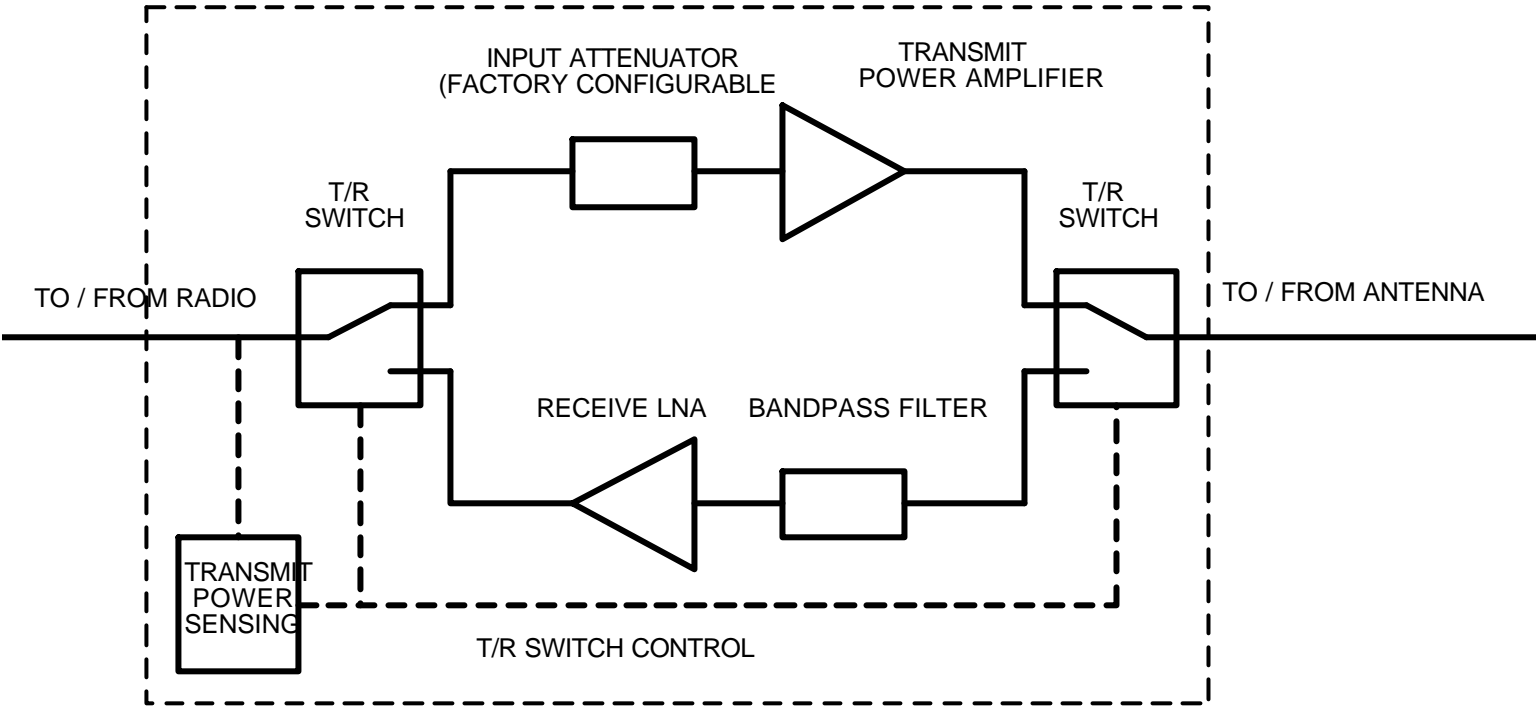 INPUT ATTENUATOR
(FACTORY CONFIGURABLE
TRANSMIT
POWER AMPLIFIER
T/R
SWITCH
T/R
SWITCH
TO / FROM RADIO
TO / FROM ANTENNA
RECEIVE LNA
BANDPASS FILTER
TRANSMIT
POWER
SENSING
T/R SWITCH CONTROL